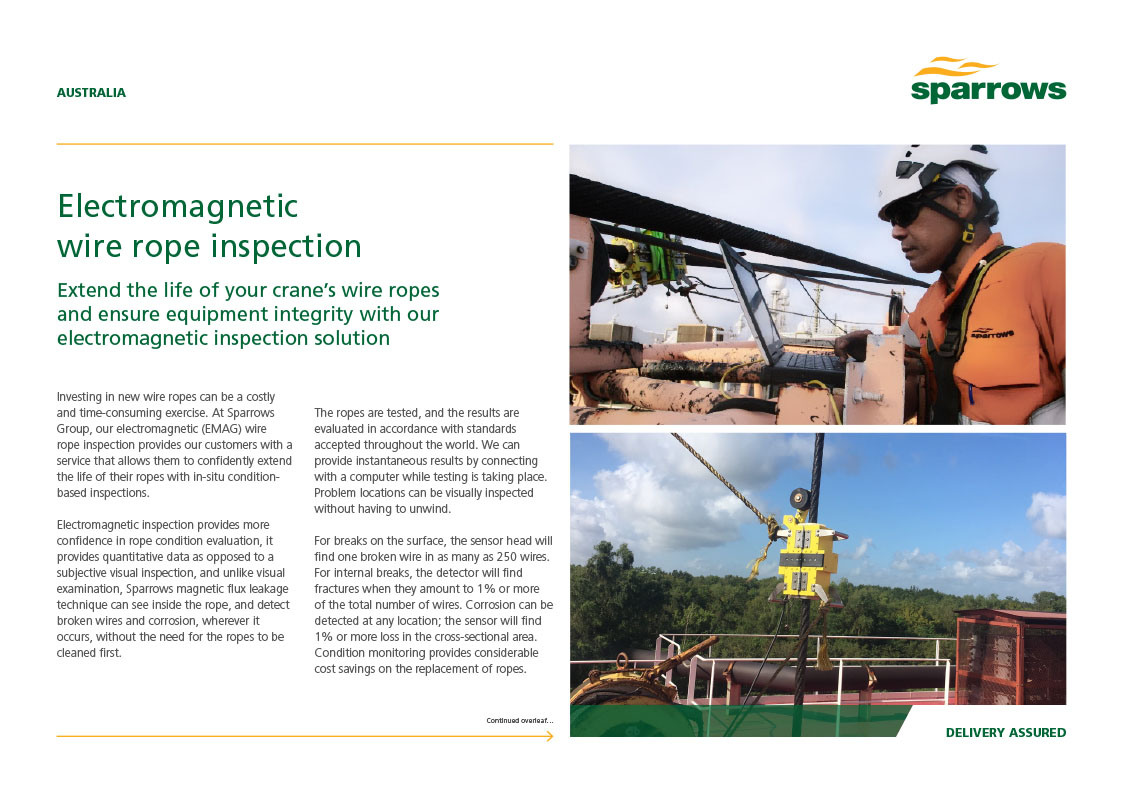 AUSTRALIA
sparrows
Electromagnetic
wire rope inspection
Extend the life of your crane’s wire ropes
and ensure equipment integrity with our
electromagnetic inspection solution
Investing in new wire ropes can be a costly
and time-consuming exercise. At Sparrows
Group, our electromagnetic (EMAG) wire
rope inspection provides our customers with a
service that allows them to confidently extend
the life of their ropes with in-situ condition-
based inspections.
Electromagnetic inspection provides more
confidence in rope condition evaluation, it
provides quantitative data as opposed to a
subjective visual inspection, and unlike visual
examination, Sparrows magnetic flux leakage
technique can see inside the rope, and detect
broken wires and corrosion, wherever it
occurs, without the need for the ropes to be
cleaned first.
The ropes are tested, and the results are
evaluated in accordance with standards
accepted throughout the world. We can
provide instantaneous results by connecting
with a computer while testing is taking place.
Problem locations can be visually inspected
without having to unwind.
For breaks on the surface, the sensor head will
find one broken wire in as many as 250 wires.
For internal breaks, the detector will find
fractures when they amount to 1% or more
of the total number of wires. Corrosion can be
detected at any location; the sensor will find
1% or more loss in the cross-sectional area.
Condition monitoring provides considerable
cost savings on the replacement of ropes.
Continued overleaf...
sparrows
DELIVERY ASSURED